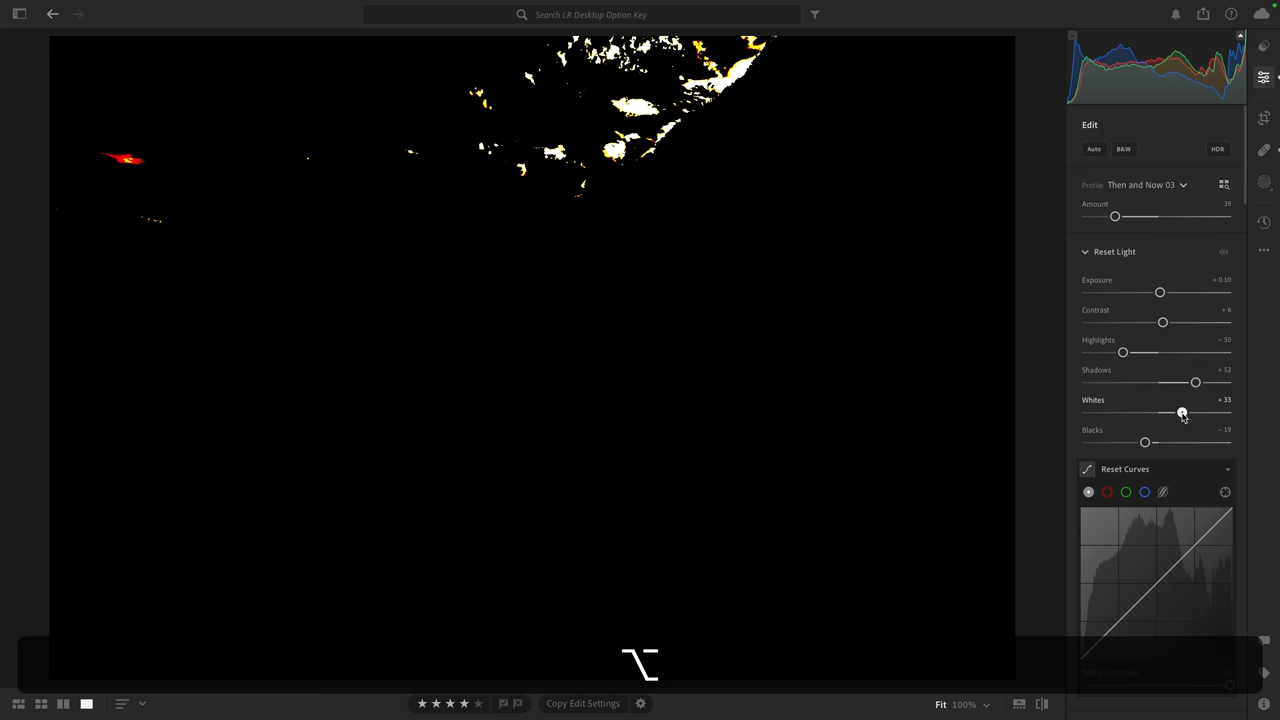 Search LR Desktop Option Key
Edit
Auto B&W HDR
Profile Then and Now 03
Amount 39
Reset Light
Exposure + 0.10
Contrast + 6
Highlights – 50
Shadows + 52
Whites + 33
Blacks – 19
Reset Curves
⌥
Copy Edit Settings
Fit 100%